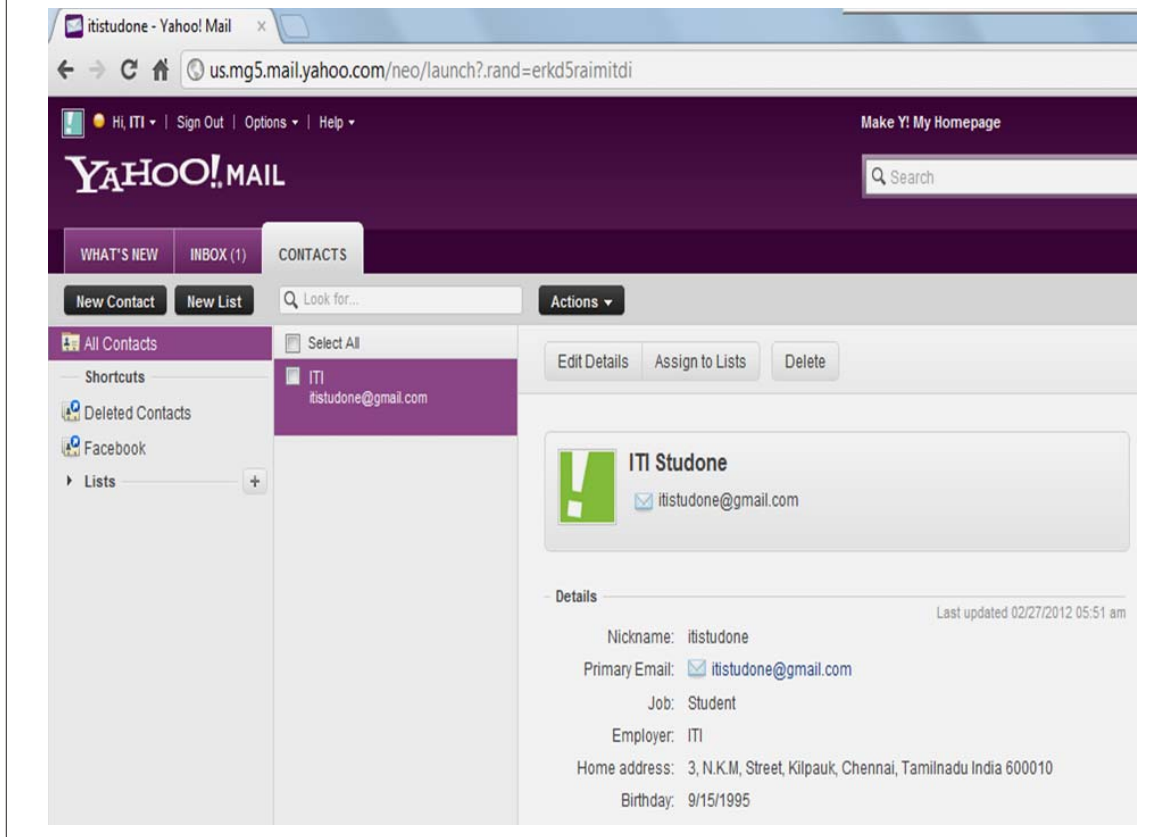 itistudone - Yahoo! Mail ×
us.mg5.mail.yahoo.com/neo/launch?.rand=erkd5raimitdi
Hi, ITI | Sign Out | Options | Help
Make Y! My Homepage
YAHOO! MAIL
Search
WHAT'S NEW INBOX (1) CONTACTS
New Contact New List Look for... Actions
All Contacts
Shortcuts
Deleted Contacts
Facebook
Lists +
Select All
ITI
itistudone@gmail.com
Edit Details Assign to Lists Delete
ITI Studone
itistudone@gmail.com
Details
Last updated 02/27/2012 05:51 am
Nickname: itistudone
Primary Email: itistudone@gmail.com
Job: Student
Employer: ITI
Home address: 3, N.K.M, Street, Kilpauk, Chennai, Tamilnadu India 600010
Birthday: 9/15/1995